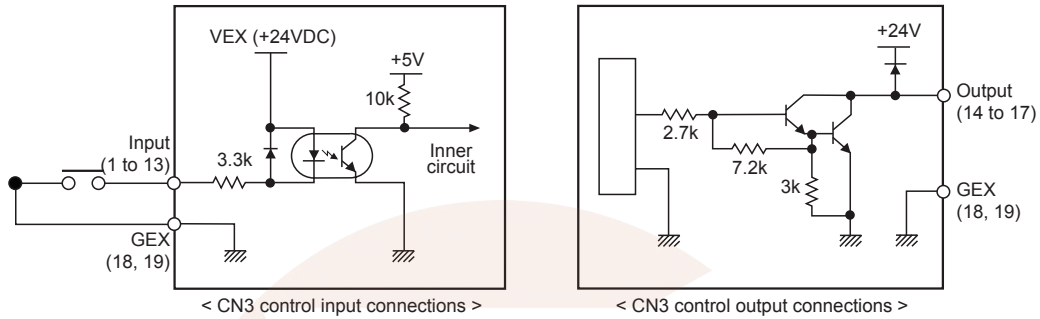 VEX (+24VDC)
+5V
10k
Input
(1 to 13)
3.3k
Inner
circuit
GEX
(18, 19)
< CN3 control input connections >
+24V
Output
(14 to 17)
2.7k
7.2k
3k
GEX
(18, 19)
< CN3 control output connections >